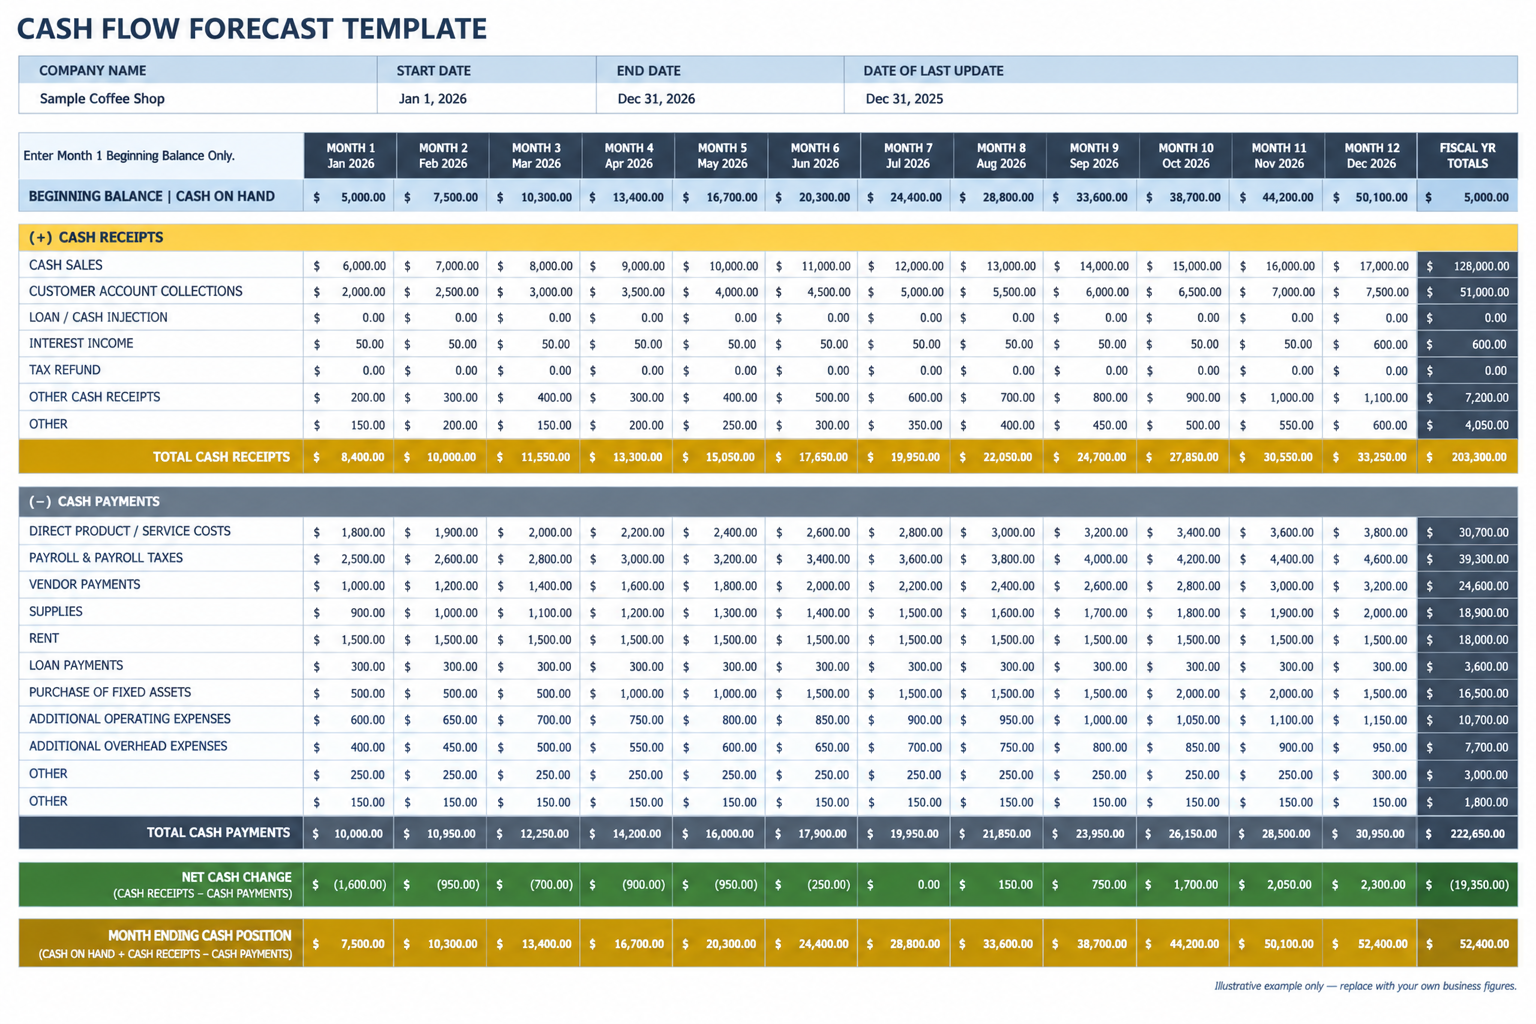 CASH FLOW FORECAST TEMPLATE
COMPANY NAME START DATE END DATE DATE OF LAST UPDATE
Sample Coffee Shop Jan 1, 2026 Dec 31, 2026 Dec 31, 2025
MONTH 1 MONTH 2 MONTH 3 MONTH 4 MONTH 5 MONTH 6 MONTH 7 MONTH 8 MONTH 9 MONTH 10 MONTH 11 MONTH 12 FISCAL YR
Enter Month 1 Beginning Balance Only. Jan 2026 Feb 2026 Mar 2026 Apr 2026 May 2026 Jun 2026 Jul 2026 Aug 2026 Sep 2026 Oct 2026 Nov 2026 Dec 2026 TOTALS
BEGINNING BALANCE | CASH ON HAND $ 5,000.00 $ 7,500.00 $ 10,300.00 $ 13,400.00 $ 16,700.00 $ 20,300.00 $ 24,400.00 $ 28,800.00 $ 33,600.00 $ 38,700.00 $ 44,200.00 $ 50,100.00 $ 5,000.00
(+) CASH RECEIPTS
CASH SALES $ 6,000.00 $ 7,000.00 $ 8,000.00 $ 9,000.00 $ 10,000.00 $ 11,000.00 $ 12,000.00 $ 13,000.00 $ 14,000.00 $ 15,000.00 $ 16,000.00 $ 17,000.00 $ 128,000.00
CUSTOMER ACCOUNT COLLECTIONS $ 2,000.00 $ 2,500.00 $ 3,000.00 $ 3,500.00 $ 4,000.00 $ 4,500.00 $ 5,000.00 $ 5,500.00 $ 6,000.00 $ 6,500.00 $ 7,000.00 $ 7,500.00 $ 51,000.00
LOAN / CASH INJECTION $ 0.00 $ 0.00 $ 0.00 $ 0.00 $ 0.00 $ 0.00 $ 0.00 $ 0.00 $ 0.00 $ 0.00 $ 0.00 $ 0.00 $ 0.00
INTEREST INCOME $ 50.00 $ 50.00 $ 50.00 $ 50.00 $ 50.00 $ 50.00 $ 50.00 $ 50.00 $ 50.00 $ 50.00 $ 50.00 $ 600.00 $ 600.00
TAX REFUND $ 0.00 $ 0.00 $ 0.00 $ 0.00 $ 0.00 $ 0.00 $ 0.00 $ 0.00 $ 0.00 $ 0.00 $ 0.00 $ 0.00 $ 0.00
OTHER CASH RECEIPTS $ 200.00 $ 300.00 $ 400.00 $ 300.00 $ 400.00 $ 500.00 $ 600.00 $ 700.00 $ 800.00 $ 900.00 $ 1,000.00 $ 1,100.00 $ 7,200.00
OTHER $ 150.00 $ 200.00 $ 150.00 $ 200.00 $ 250.00 $ 300.00 $ 350.00 $ 400.00 $ 450.00 $ 500.00 $ 550.00 $ 600.00 $ 4,050.00
TOTAL CASH RECEIPTS $ 8,400.00 $ 10,000.00 $ 11,550.00 $ 13,300.00 $ 15,050.00 $ 17,650.00 $ 19,950.00 $ 22,050.00 $ 24,700.00 $ 27,850.00 $ 30,550.00 $ 33,250.00 $ 203,300.00
(−) CASH PAYMENTS
DIRECT PRODUCT / SERVICE COSTS $ 1,800.00 $ 1,900.00 $ 2,000.00 $ 2,200.00 $ 2,400.00 $ 2,600.00 $ 2,800.00 $ 3,000.00 $ 3,200.00 $ 3,400.00 $ 3,600.00 $ 3,800.00 $ 30,700.00
PAYROLL & PAYROLL TAXES $ 2,500.00 $ 2,600.00 $ 2,800.00 $ 3,000.00 $ 3,200.00 $ 3,400.00 $ 3,600.00 $ 3,800.00 $ 4,000.00 $ 4,200.00 $ 4,400.00 $ 4,600.00 $ 39,300.00
VENDOR PAYMENTS $ 1,000.00 $ 1,200.00 $ 1,400.00 $ 1,600.00 $ 1,800.00 $ 2,000.00 $ 2,200.00 $ 2,400.00 $ 2,600.00 $ 2,800.00 $ 3,000.00 $ 3,200.00 $ 24,600.00
SUPPLIES $ 900.00 $ 1,000.00 $ 1,100.00 $ 1,200.00 $ 1,300.00 $ 1,400.00 $ 1,500.00 $ 1,600.00 $ 1,700.00 $ 1,800.00 $ 1,900.00 $ 2,000.00 $ 18,900.00
RENT $ 1,500.00 $ 1,500.00 $ 1,500.00 $ 1,500.00 $ 1,500.00 $ 1,500.00 $ 1,500.00 $ 1,500.00 $ 1,500.00 $ 1,500.00 $ 1,500.00 $ 1,500.00 $ 18,000.00
LOAN PAYMENTS $ 300.00 $ 300.00 $ 300.00 $ 300.00 $ 300.00 $ 300.00 $ 300.00 $ 300.00 $ 300.00 $ 300.00 $ 300.00 $ 300.00 $ 3,600.00
PURCHASE OF FIXED ASSETS $ 500.00 $ 500.00 $ 500.00 $ 1,000.00 $ 1,000.00 $ 1,500.00 $ 1,500.00 $ 1,500.00 $ 1,500.00 $ 2,000.00 $ 2,000.00 $ 1,500.00 $ 16,500.00
ADDITIONAL OPERATING EXPENSES $ 600.00 $ 650.00 $ 700.00 $ 750.00 $ 800.00 $ 850.00 $ 900.00 $ 950.00 $ 1,000.00 $ 1,050.00 $ 1,100.00 $ 1,150.00 $ 10,700.00
ADDITIONAL OVERHEAD EXPENSES $ 400.00 $ 450.00 $ 500.00 $ 550.00 $ 600.00 $ 650.00 $ 700.00 $ 750.00 $ 800.00 $ 850.00 $ 900.00 $ 950.00 $ 7,700.00
OTHER $ 250.00 $ 250.00 $ 250.00 $ 250.00 $ 250.00 $ 250.00 $ 250.00 $ 250.00 $ 250.00 $ 250.00 $ 250.00 $ 300.00 $ 3,000.00
OTHER $ 150.00 $ 150.00 $ 150.00 $ 150.00 $ 150.00 $ 150.00 $ 150.00 $ 150.00 $ 150.00 $ 150.00 $ 150.00 $ 150.00 $ 1,800.00
TOTAL CASH PAYMENTS $ 10,000.00 $ 10,950.00 $ 12,250.00 $ 14,200.00 $ 16,000.00 $ 17,900.00 $ 19,950.00 $ 21,850.00 $ 23,950.00 $ 26,150.00 $ 28,500.00 $ 30,950.00 $ 222,650.00
NET CASH CHANGE
(CASH RECEIPTS – CASH PAYMENTS) $ (1,600.00) $ (950.00) $ (700.00) $ (900.00) $ (950.00) $ (250.00) $ 0.00 $ 150.00 $ 750.00 $ 1,700.00 $ 2,050.00 $ 2,300.00 $ (19,350.00)
MONTH ENDING CASH POSITION
(CASH ON HAND + CASH RECEIPTS – CASH PAYMENTS) $ 7,500.00 $ 10,300.00 $ 13,400.00 $ 16,700.00 $ 20,300.00 $ 24,400.00 $ 28,800.00 $ 33,600.00 $ 38,700.00 $ 44,200.00 $ 50,100.00 $ 52,400.00 $ 52,400.00
Illustrative example only — replace with your own business figures.